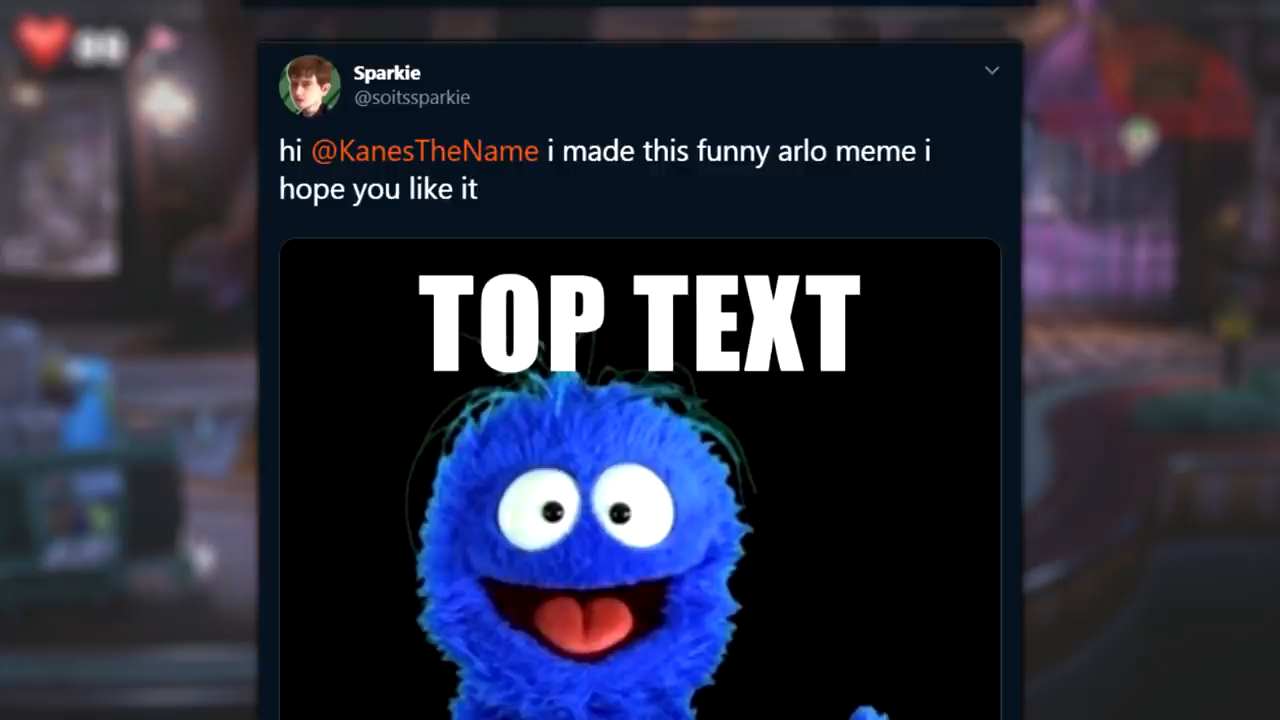 Sparkie
@soitssparkie
hi @KanesTheName i made this funny arlo meme i
hope you like it
TOP TEXT